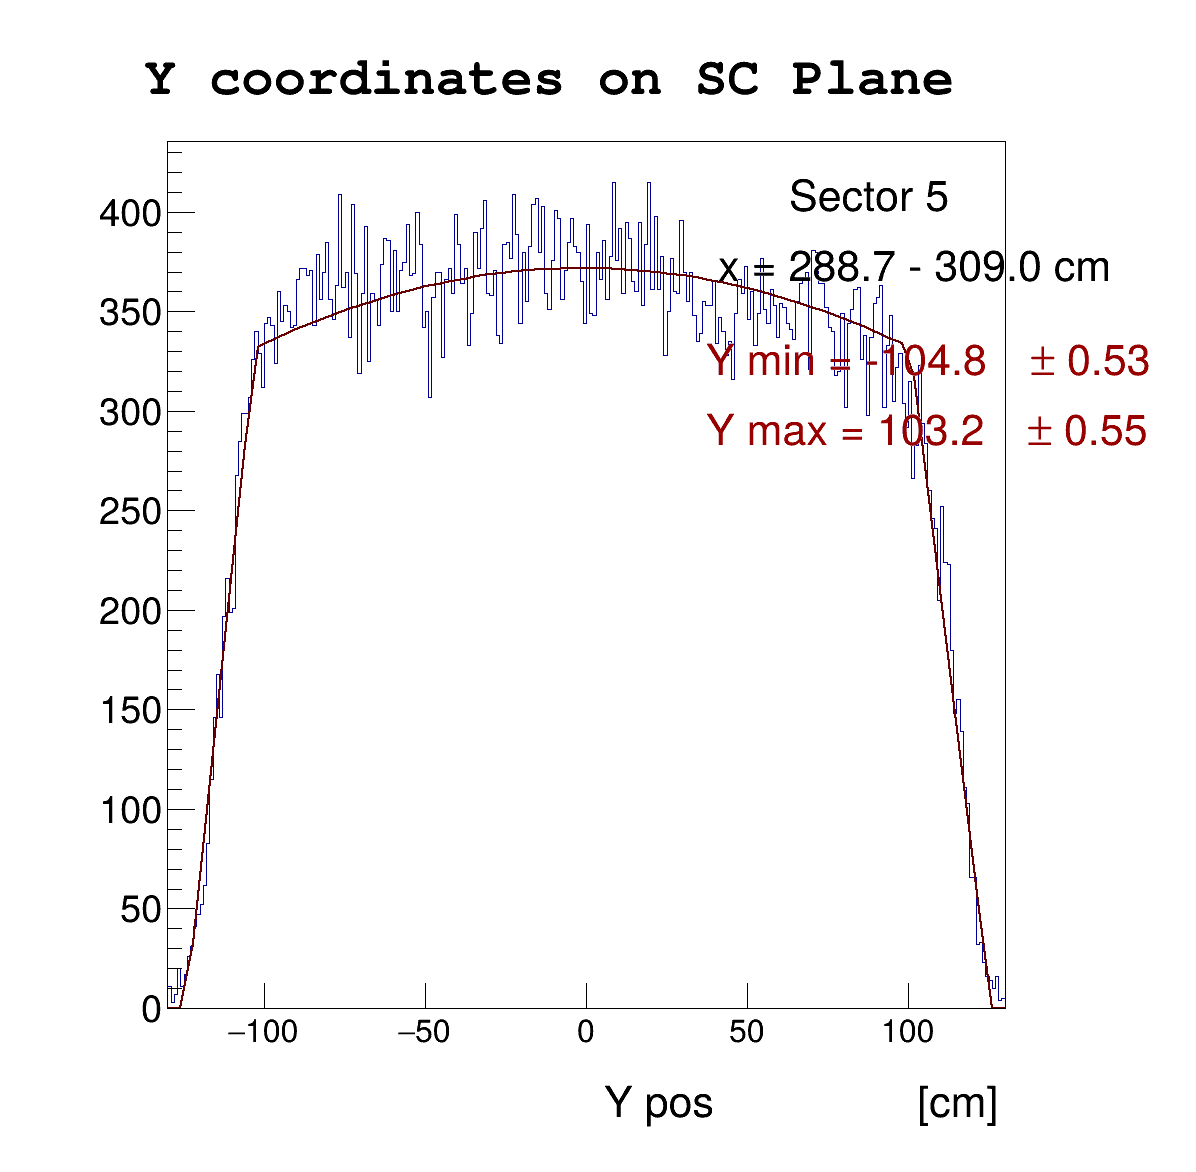 Y coordinates on SC Plane
Sector 5
x = 288.7 - 309.0 cm
Y min = -104.8 ± 0.53
Y max = 103.2 ± 0.55
400
350
300
250
200
150
100
50
0
−100 −50 0 50 100
Y pos [cm]